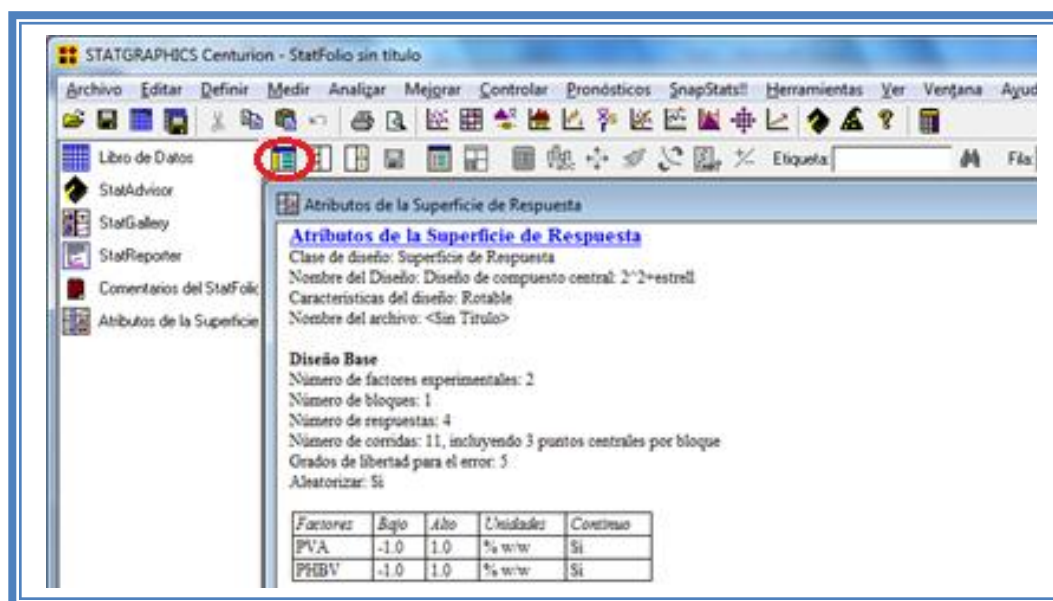 STATGRAPHICS Centurion - StatFolio sin título
Archivo Editar Definir Medir Analizar Mejorar Controlar Pronósticos SnapStats!! Herramientas Ver Ventana Ayud
Libro de Datos
Etiqueta:
Fila:
StatAdvisor
StatGallery
StatReporter
Comentarios del StatFolic
Atributos de la Superficie
Atributos de la Superficie de Respuesta
Atributos de la Superficie de Respuesta
Clase de diseño: Superficie de Respuesta
Nombre del Diseño: Diseño de compuesto central: 2^2+estrell
Características del diseño: Rotable
Nombre del archivo: <Sin Título>
Diseño Base
Número de factores experimentales: 2
Número de bloques: 1
Número de respuestas: 4
Número de corridas: 11, incluyendo 3 puntos centrales por bloque
Grados de libertad para el error: 5
Aleatorizar: Sí
Factores Bajo Alto Unidades Continuo
PVA -1.0 1.0 % w/w Sí
PHBV -1.0 1.0 % w/w Sí